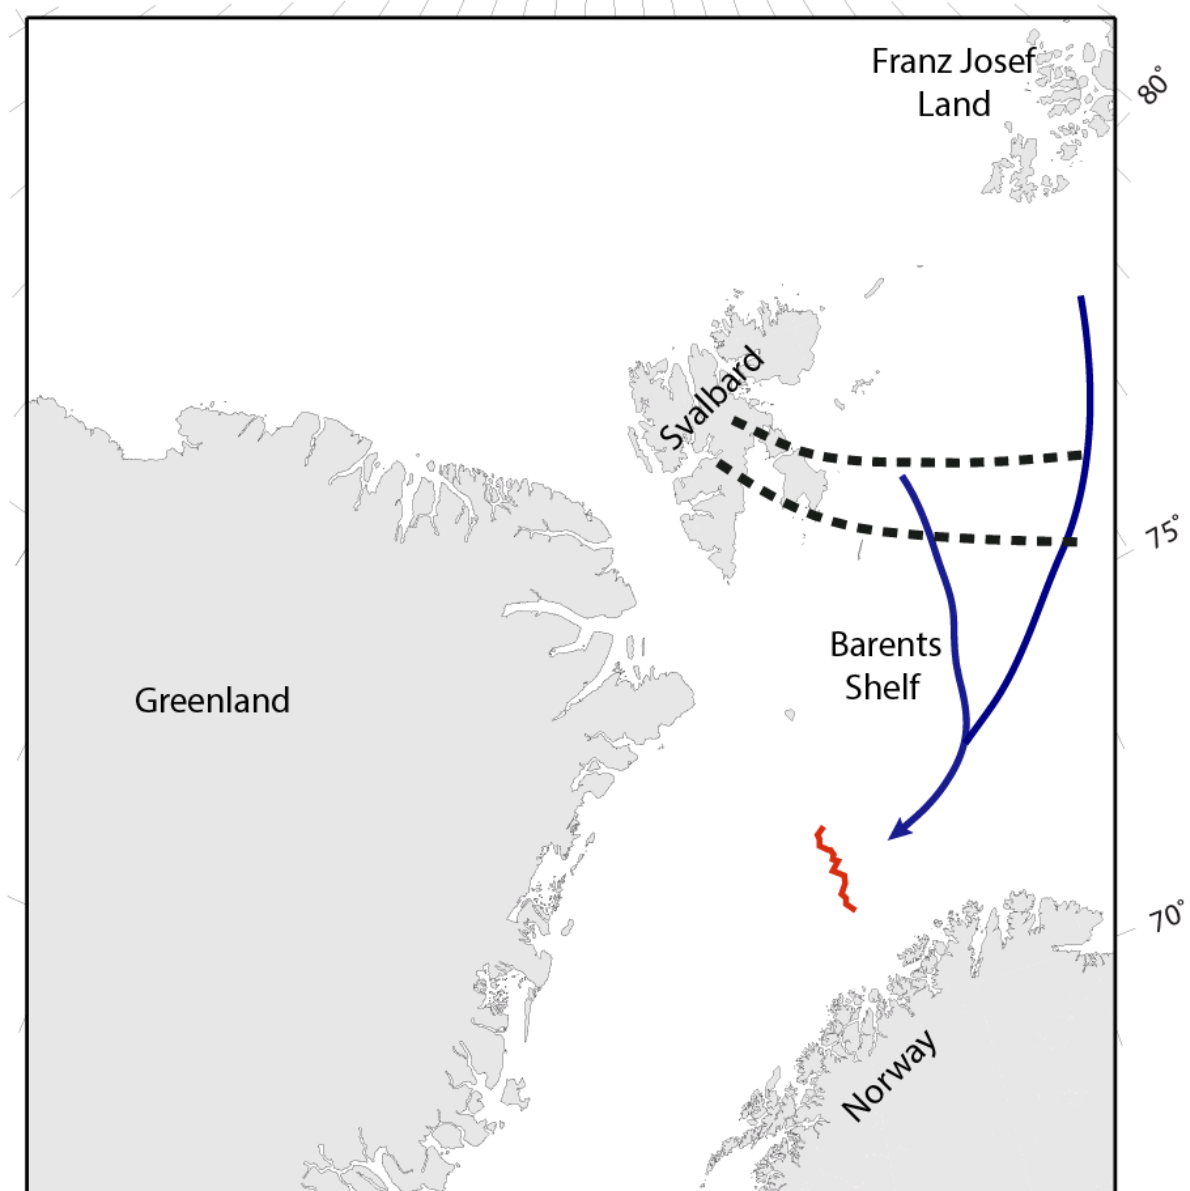 Franz Josef
Land
80°
Svalbard
75°
Barents
Shelf
Greenland
70°
Norway